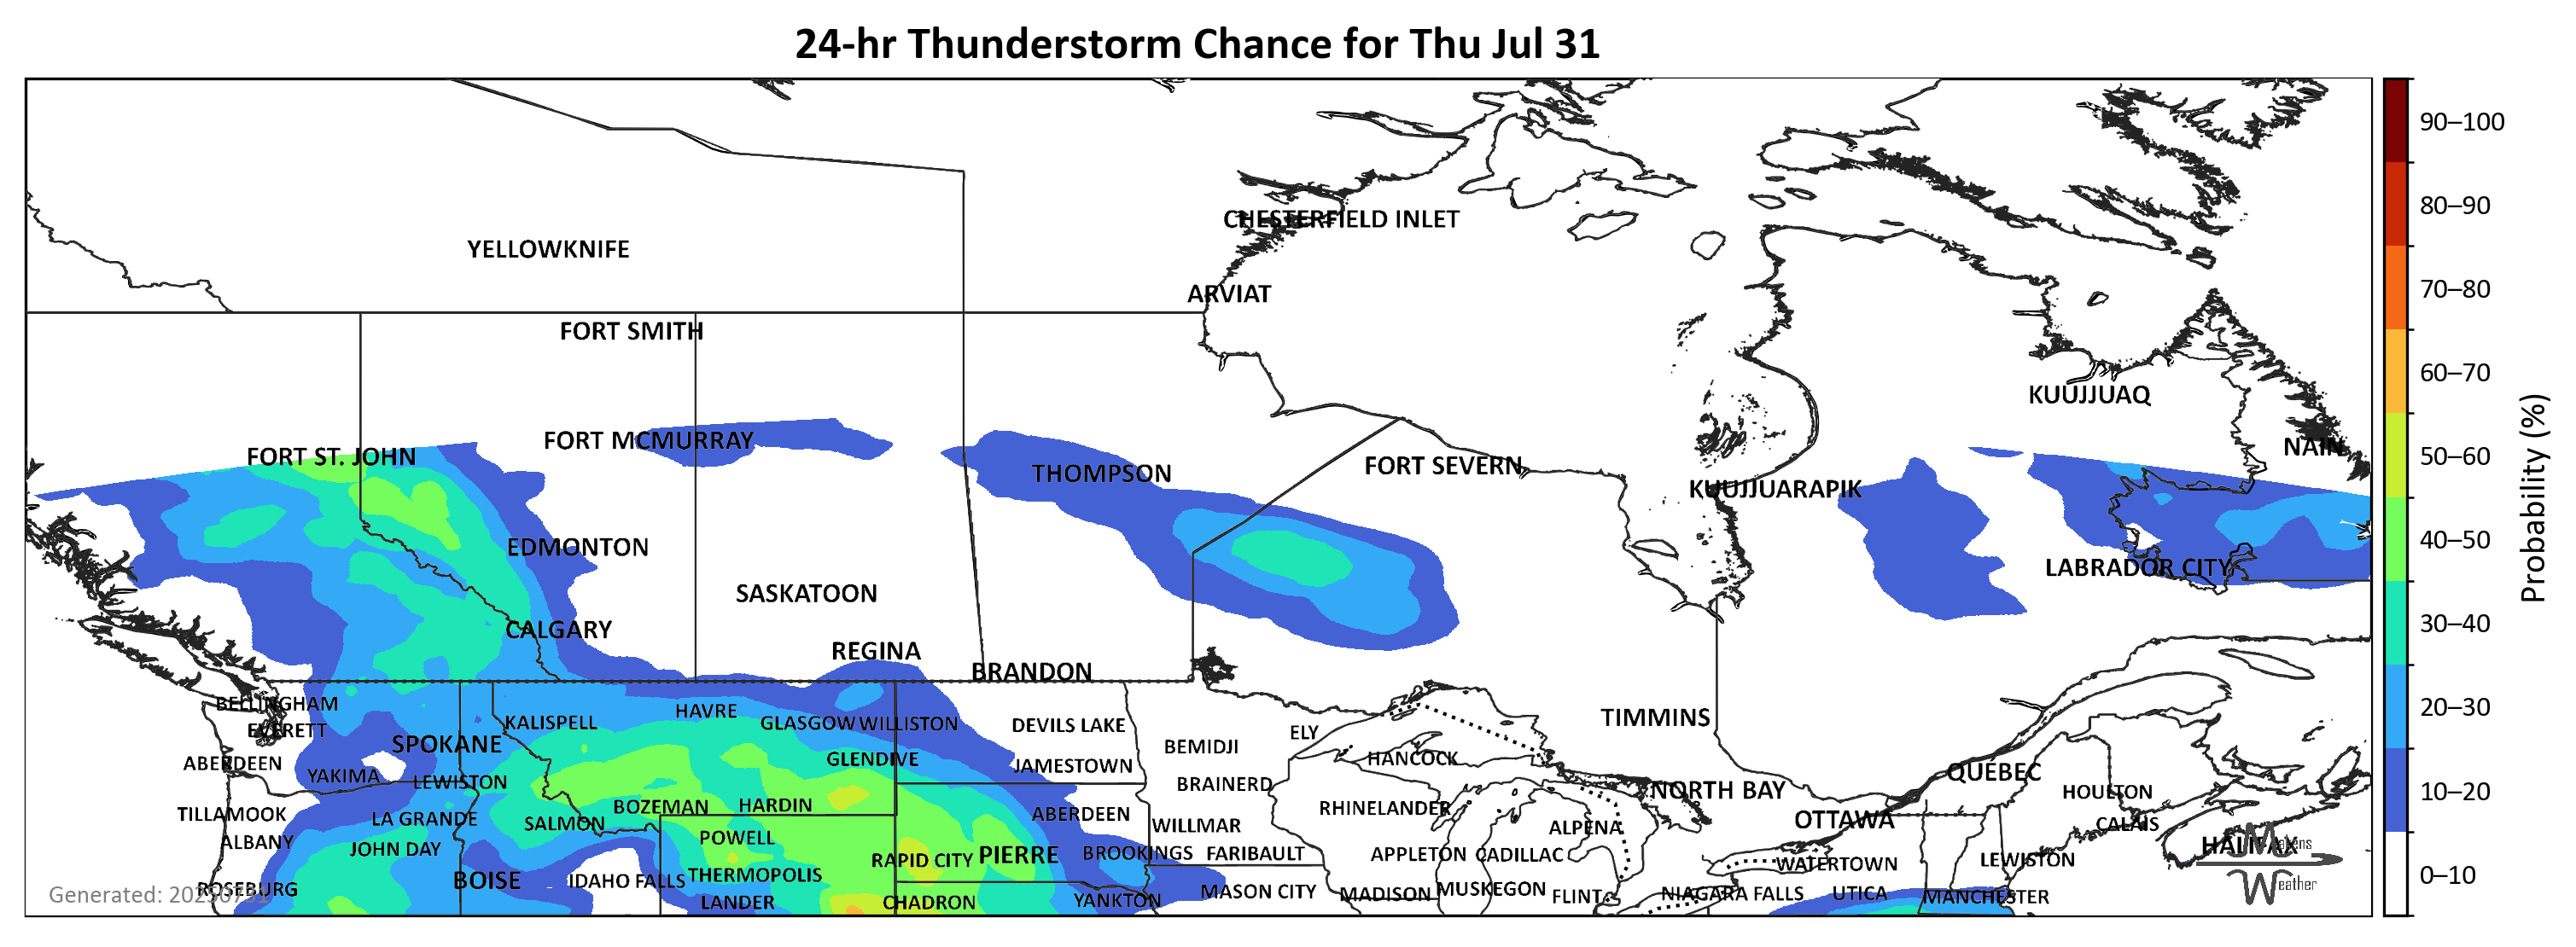 24-hr Thunderstorm Chance for Thu Jul 31
90–100
80–90
CHESTERFIELD INLET
YELLOWKNIFE
70–80
ARVIAT
FORT SMITH
60–70
KUUJJUAQ
FORT MCMURRAY
NAIN
FORT ST. JOHN
50–60
FORT SEVERN
THOMPSON
KUUJJUARAPIK
Probability (%)
40–50
EDMONTON
LABRADOR CITY
SASKATOON
30–40
CALGARY
REGINA
BRANDON
BELLINGHAM
20–30
HAVRE
TIMMINS
KALISPELL
GLASGOW
WILLISTON
DEVILS LAKE
EVERETT
ELY
SPOKANE
BEMIDJI
HANCOCK
GLENDIVE
ABERDEEN
JAMESTOWN
QUÉBEC
YAKIMA
LEWISTON
BRAINERD
NORTH BAY
HOULTON
10–20
BOZEMAN
HARDIN
RHINELANDER
TILLAMOOK
ABERDEEN
LA GRANDE
OTTAWA
SALMON
WILLMAR
ALPENA
CALAIS
POWELL
ALBANY
HALIFAX
Makens
Weather
JOHN DAY
BROOKINGS
FARIBAULT
APPLETON
CADILLAC
PIERRE
RAPID CITY
LEWISTON
WATERTOWN
THERMOPOLIS
0–10
BOISE
IDAHO FALLS
ROSEBURG
MUSKEGON
MASON CITY
MADISON
NIAGARA FALLS
UTICA
Generated: 20250731
FLINT
MANCHESTER
YANKTON
LANDER
CHADRON